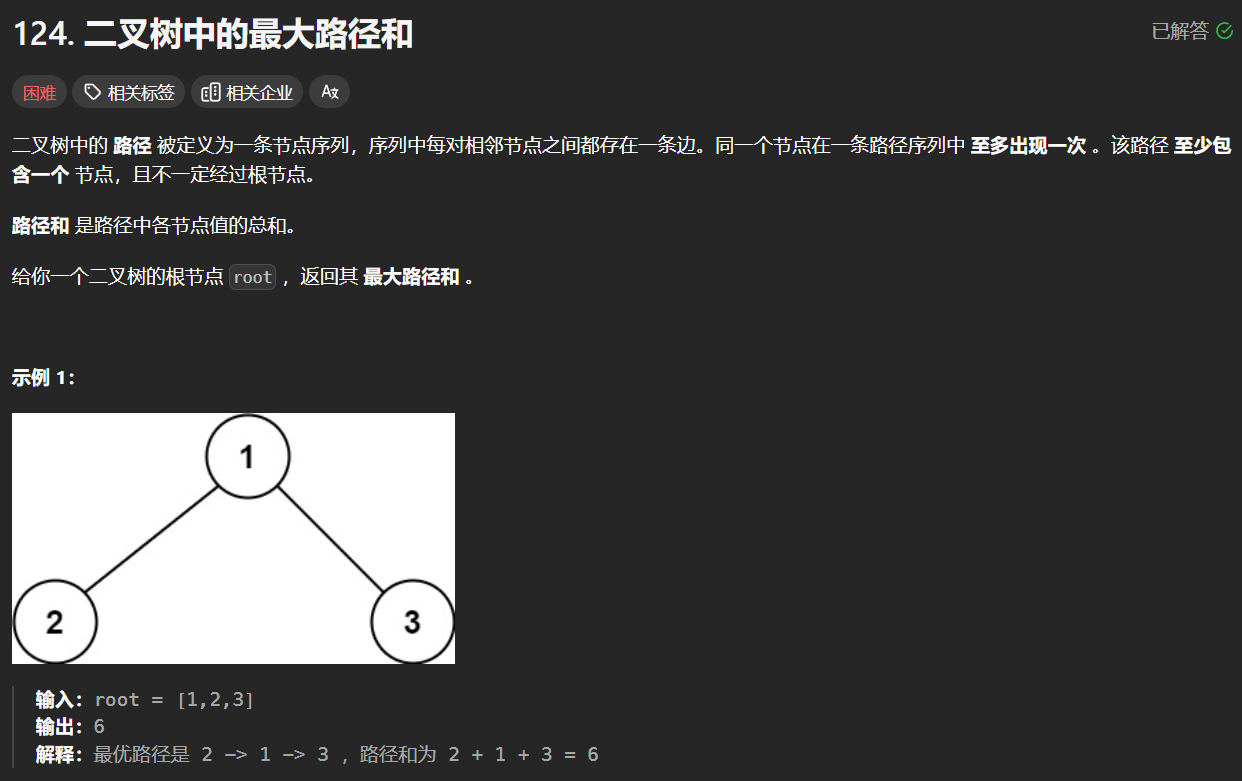 124. 二叉树中的最大路径和
已解答
困难 相关标签 相关企业 Aず
二叉树中的 路径 被定义为一条节点序列，序列中每对相邻节点之间都存在一条边。同一个节点在一条路径序列中 至多出现一次 。该路径 至少包
含一个 节点，且不一定经过根节点。
路径和 是路径中各节点值的总和。
给你一个二叉树的根节点 root ，返回其 最大路径和 。
示例 1：
1
2
3
输入：root = [1,2,3]
输出：6
解释：最优路径是 2 -> 1 -> 3 ，路径和为 2 + 1 + 3 = 6